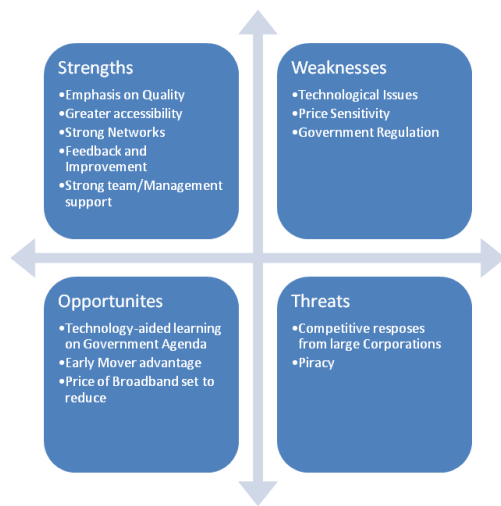 Strengths
•Emphasis on Quality
•Greater accessibility
•Strong Networks
•Feedback and
Improvement
•Strong team/Management
support
Weaknesses
•Technological Issues
•Price Sensitivity
•Government Regulation
Opportunites
•Technology-aided learning
on Government Agenda
•Early Mover advantage
•Price of Broadband set to
reduce
Threats
•Competitive resposes
from large Corporations
•Piracy